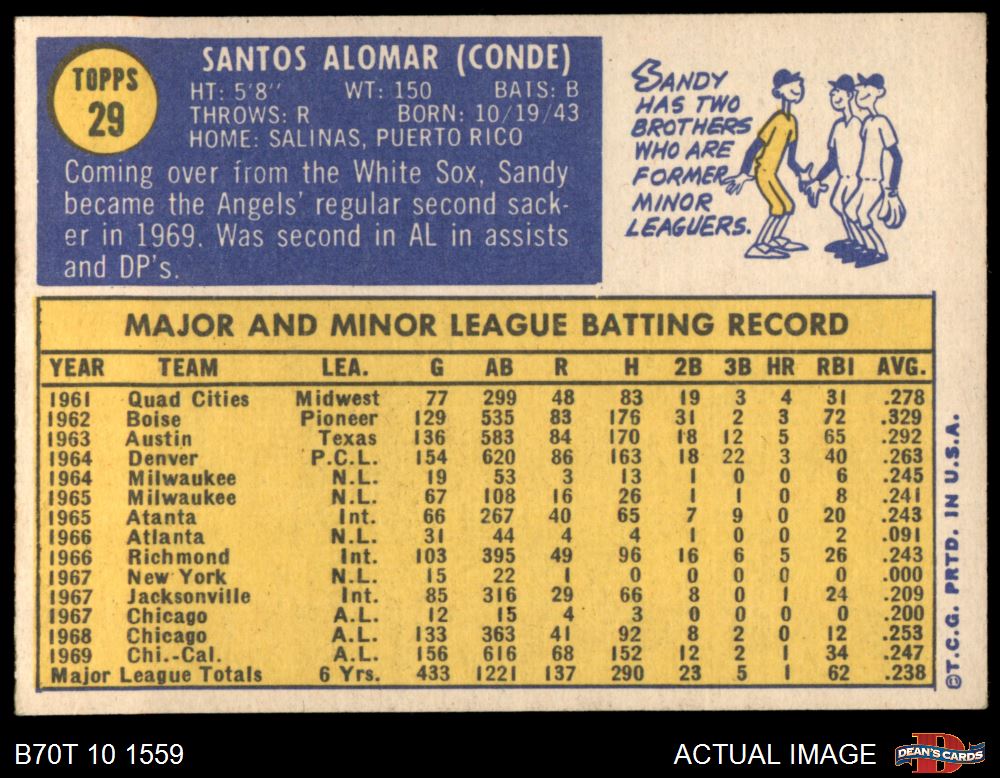 TOPPS
29
SANTOS ALOMAR (CONDE)
HT: 5'8" WT: 150 BATS: B
THROWS: R BORN: 10/19/43
HOME: SALINAS, PUERTO RICO
Coming over from the White Sox, Sandy
became the Angels' regular second sack-
er in 1969. Was second in AL in assists
and DP's.
SANDY
HAS TWO
BROTHERS
WHO ARE
FORMER
MINOR
LEAGUERS.
MAJOR AND MINOR LEAGUE BATTING RECORD
YEAR TEAM LEA. G AB R H 2B 3B HR RBI AVG.
1961 Quad Cities Midwest 77 299 48 83 19 3 4 31 .278
1962 Boise Pioneer 129 535 83 176 31 2 3 72 .329
1963 Austin Texas 136 583 84 170 18 12 5 65 .292
1964 Denver P.C.L. 154 620 86 163 18 22 3 40 .263
1964 Milwaukee N.L. 19 53 3 13 1 0 0 6 .245
1965 Milwaukee N.L. 67 108 16 26 1 1 0 8 .241
1965 Atanta Int. 66 267 40 65 7 9 0 20 .243
1966 Atlanta N.L. 31 44 4 4 1 0 0 2 .091
1966 Richmond Int. 103 395 49 96 16 6 5 26 .243
1967 New York N.L. 15 22 1 0 0 0 0 0 .000
1967 Jacksonville Int. 85 316 29 66 8 0 1 24 .209
1967 Chicago A.L. 12 15 4 3 0 0 0 0 .200
1968 Chicago A.L. 133 363 41 92 8 2 0 12 .253
1969 Chi.-Cal. A.L. 156 616 68 152 12 2 1 34 .247
Major League Totals 6 Yrs. 433 1221 137 290 23 5 1 62 .238
©T.C.G. PRTD. IN U.S.A.
B70T 10 1559
ACTUAL IMAGE
DEAN'S CARDS